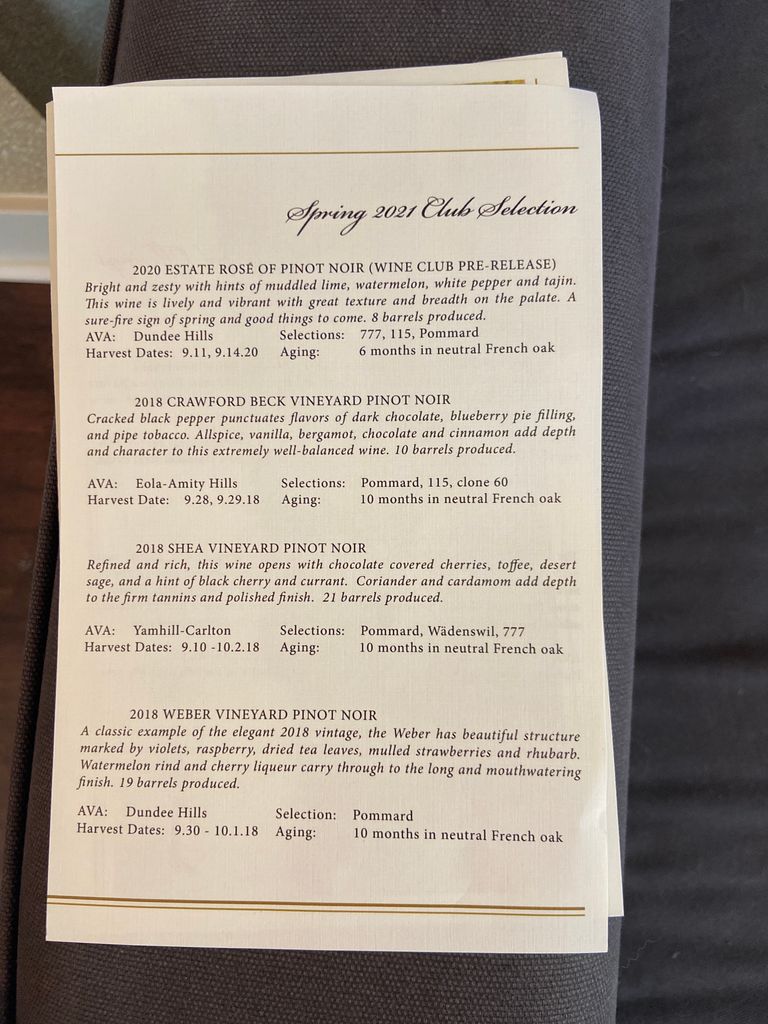 Spring 2021 Club Selection
2020 ESTATE ROSÉ OF PINOT NOIR (WINE CLUB PRE-RELEASE)
Bright and zesty with hints of muddled lime, watermelon, white pepper and tajin.
This wine is lively and vibrant with great texture and breadth on the palate. A
sure-fire sign of spring and good things to come. 8 barrels produced.
AVA: Dundee Hills Selections: 777, 115, Pommard
Harvest Dates: 9.11, 9.14.20 Aging: 6 months in neutral French oak
2018 CRAWFORD BECK VINEYARD PINOT NOIR
Cracked black pepper punctuates flavors of dark chocolate, blueberry pie filling,
and pipe tobacco. Allspice, vanilla, bergamot, chocolate and cinnamon add depth
and character to this extremely well-balanced wine. 10 barrels produced.
AVA: Eola-Amity Hills Selections: Pommard, 115, clone 60
Harvest Date: 9.28, 9.29.18 Aging: 10 months in neutral French oak
2018 SHEA VINEYARD PINOT NOIR
Refined and rich, this wine opens with chocolate covered cherries, toffee, desert
sage, and a hint of black cherry and currant. Coriander and cardamom add depth
to the firm tannins and polished finish. 21 barrels produced.
AVA: Yamhill-Carlton Selections: Pommard, Wädenswil, 777
Harvest Dates: 9.10 -10.2.18 Aging: 10 months in neutral French oak
2018 WEBER VINEYARD PINOT NOIR
A classic example of the elegant 2018 vintage, the Weber has beautiful structure
marked by violets, raspberry, dried tea leaves, mulled strawberries and rhubarb.
Watermelon rind and cherry liqueur carry through to the long and mouthwatering
finish. 19 barrels produced.
AVA: Dundee Hills Selection: Pommard
Harvest Dates: 9.30 - 10.1.18 Aging: 10 months in neutral French oak